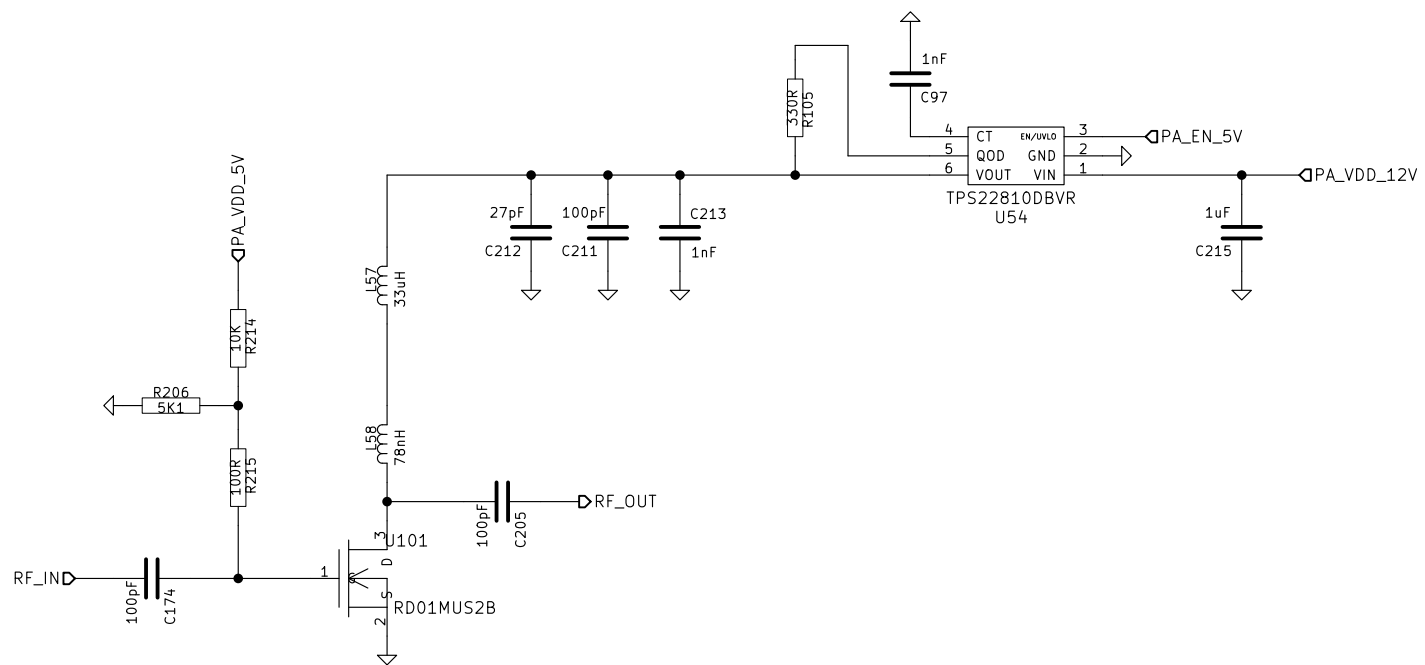 1nF
C97
330R
R105
4 CT EN/UVLO 3
PA_EN_5V
5 QOD GND 2
6 VOUT VIN 1
PA_VDD_12V
TPS22810DBVR
U54
PA_VDD_5V
27pF
C212
100pF
C211
C213
1nF
1uF
C215
L57
33uH
10K
R214
R206
5K1
L58
78nH
100R
R215
100pF
C205
RF_OUT
3
U101
D
RF_IN
100pF
C174
1
G
S
RD01MUS2B
2